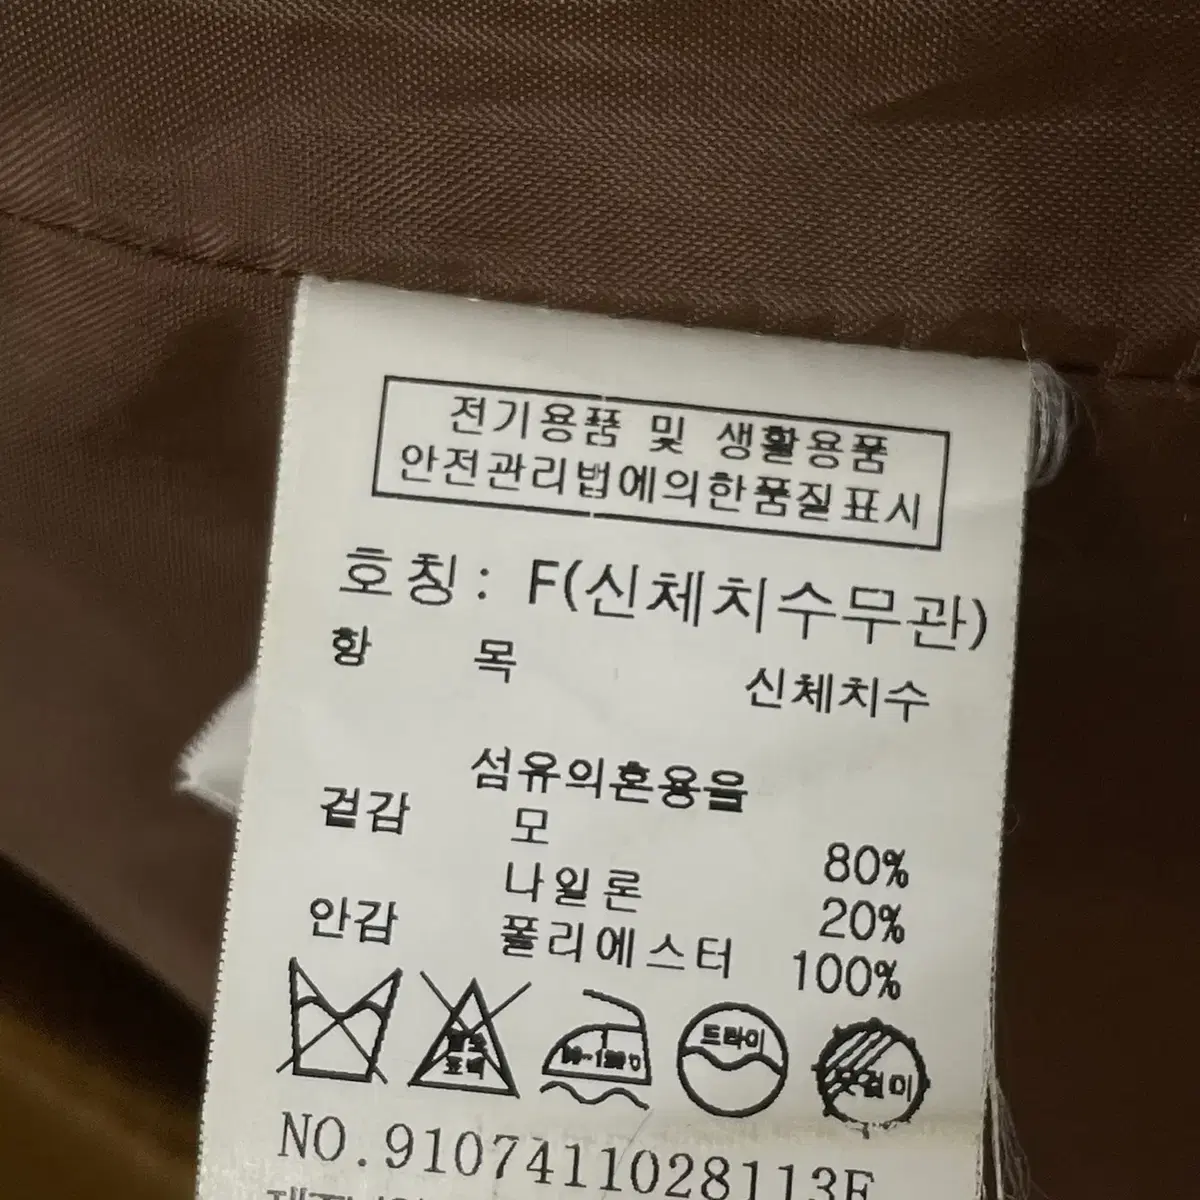 전기용품 및 생활용품
안전관리법에의한품질표시
호칭: F(신체치수무관)
항 목 신체치수
섬유의혼용율
겉감 모 80%
나일론 20%
안감 폴리에스터 100%
드라이
옷걸이
NO.9107411028113F